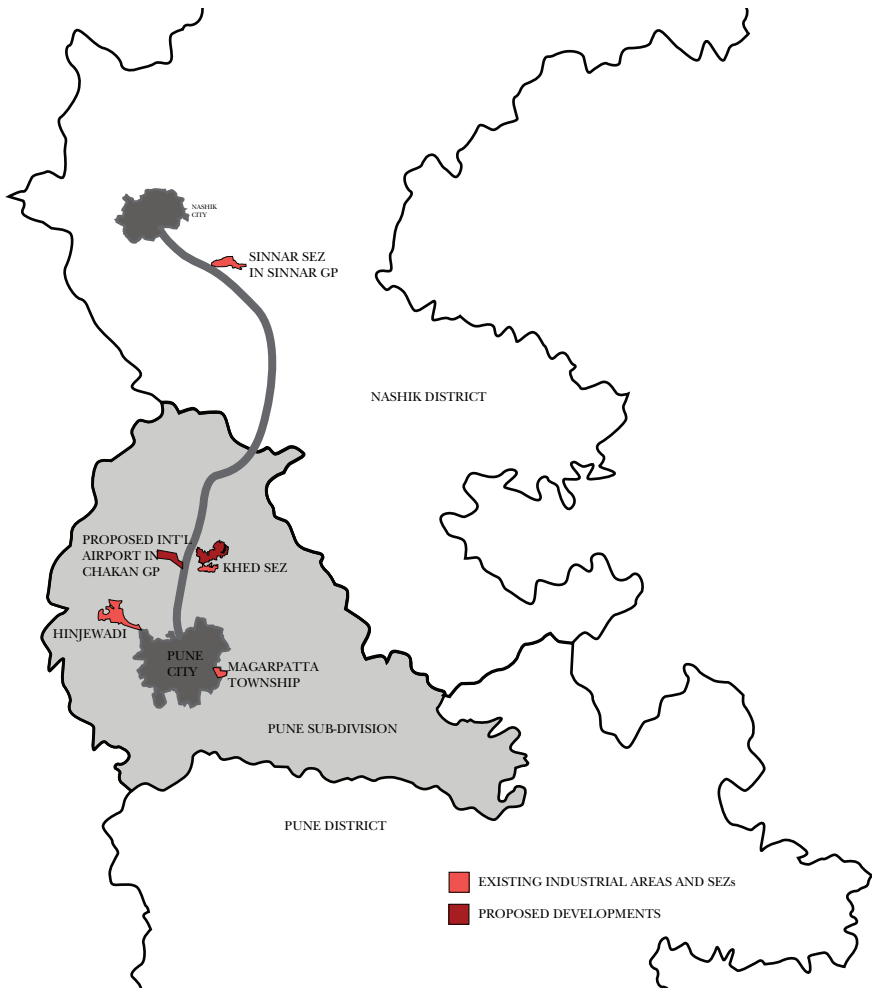 NASHIK
CITY
SINNAR SEZ
IN SINNAR GP
NASHIK DISTRICT
PROPOSED INT'L
AIRPORT IN
CHAKAN GP
KHED SEZ
HINJEWADI
PUNE
CITY
MAGARPATTA
TOWNSHIP
PUNE SUB-DIVISION
PUNE DISTRICT
EXISTING INDUSTRIAL AREAS AND SEZs
PROPOSED DEVELOPMENTS